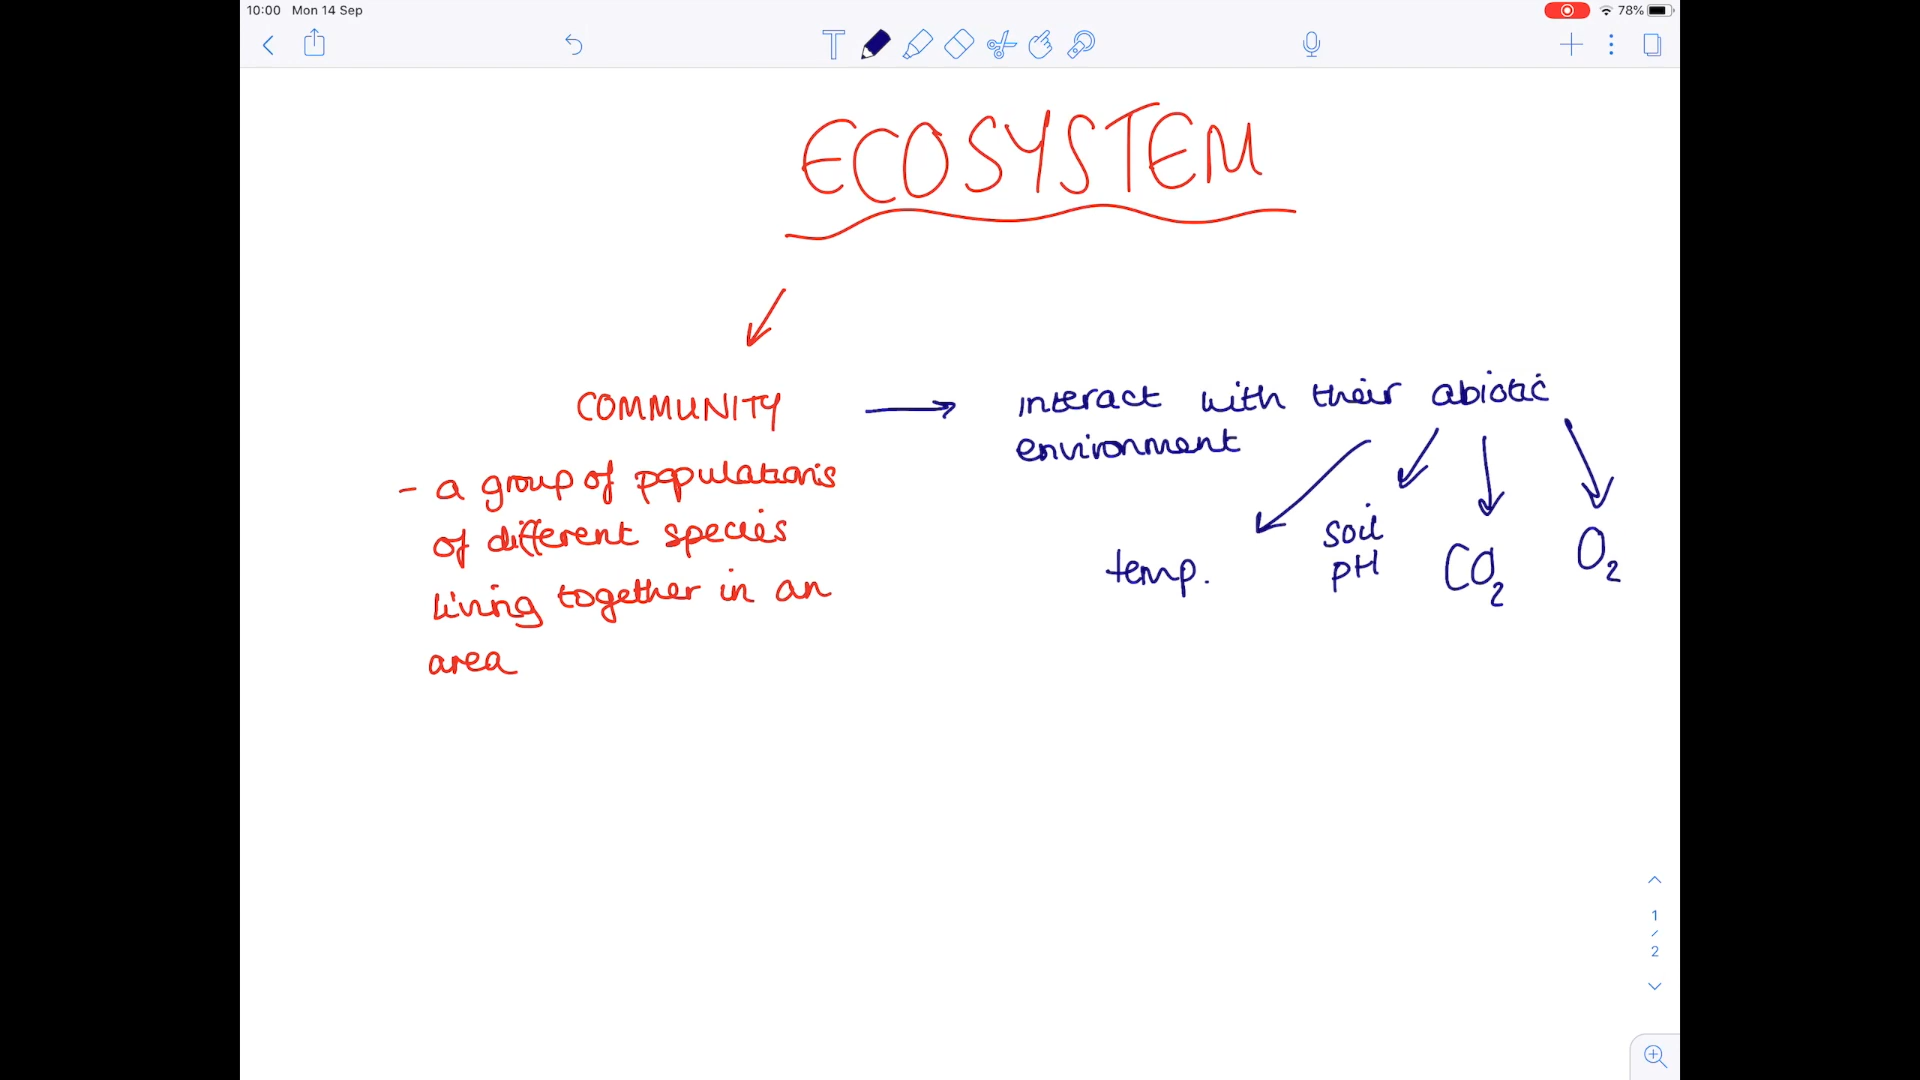 10:00 Mon 14 Sep
78%
T
ECOSYSTEM
COMMUNITY
- a group of populations
of different species
living together in an
area
interact with their abiotic
environment
temp.
soil
pH
CO₂
O₂
1
/
2